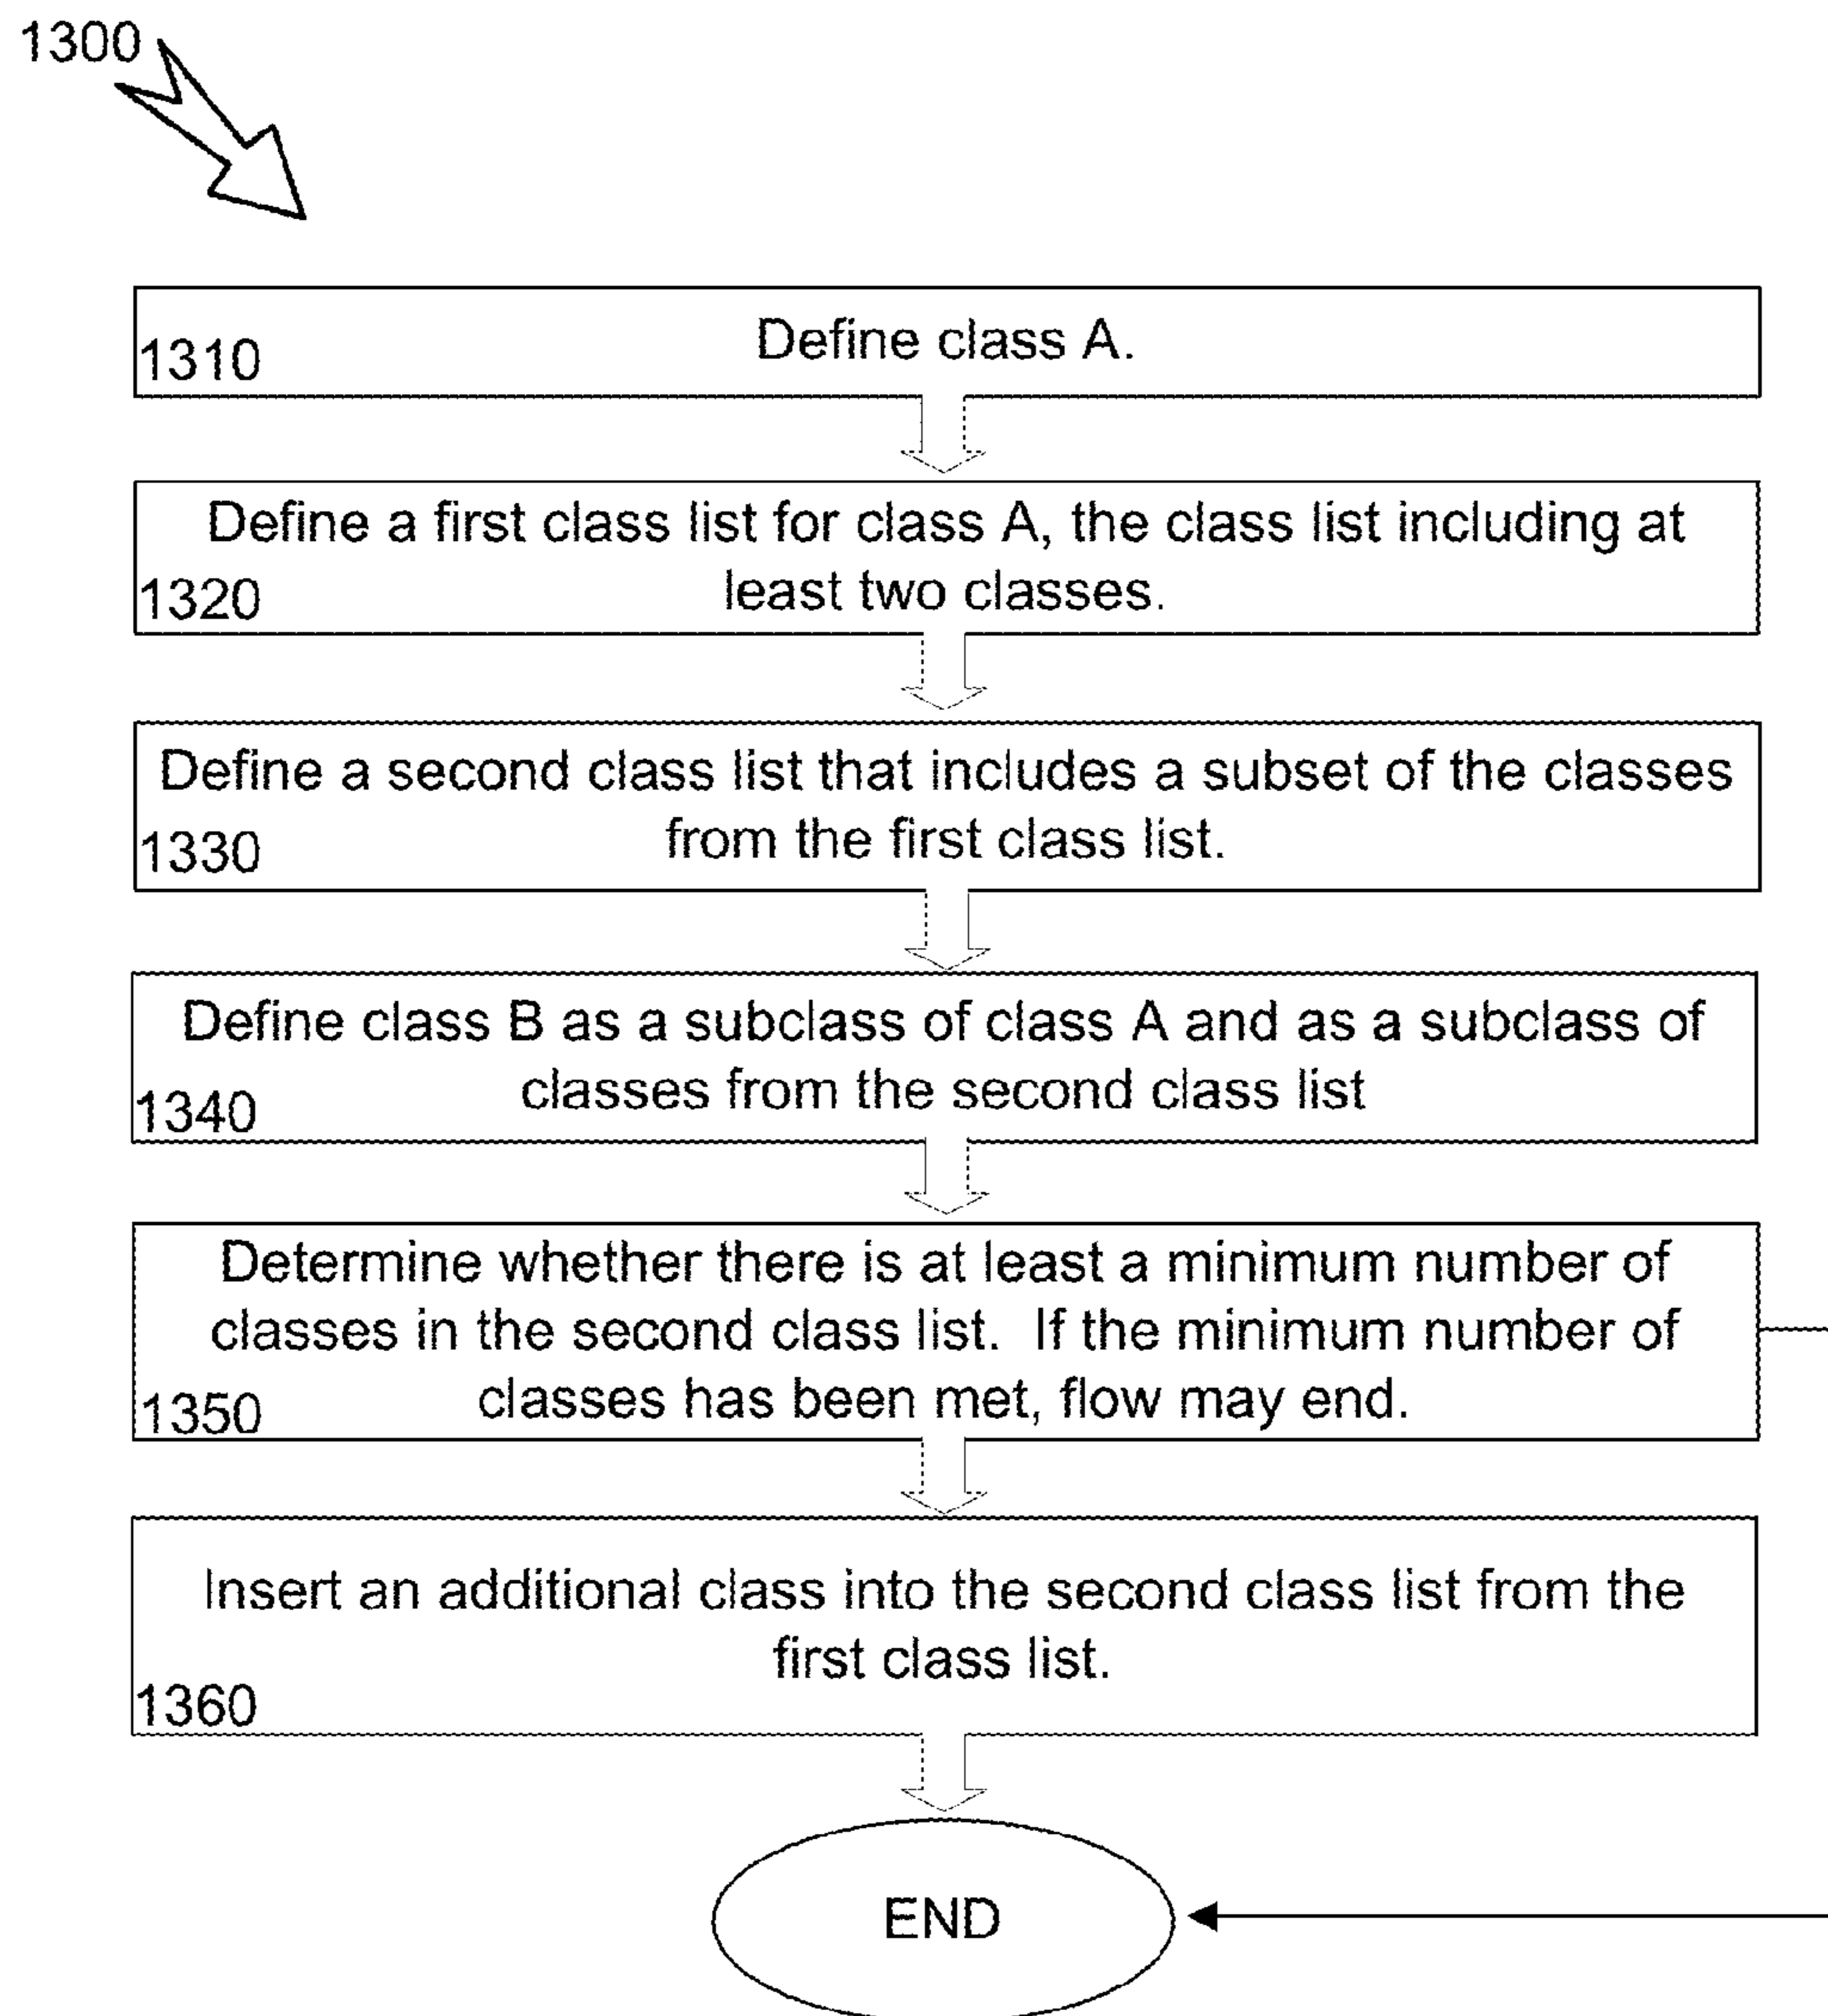 1300
Define class A.
1310
Define a first class list for class A, the class list including at
least two classes.
1320
Define a second class list that includes a subset of the classes
from the first class list.
1330
Define class B as a subclass of class A and as a subclass of
classes from the second class list
1340
Determine whether there is at least a minimum number of
classes in the second class list.  If the minimum number of
classes has been met, flow may end.
1350
Insert an additional class into the second class list from the
first class list.
1360
END